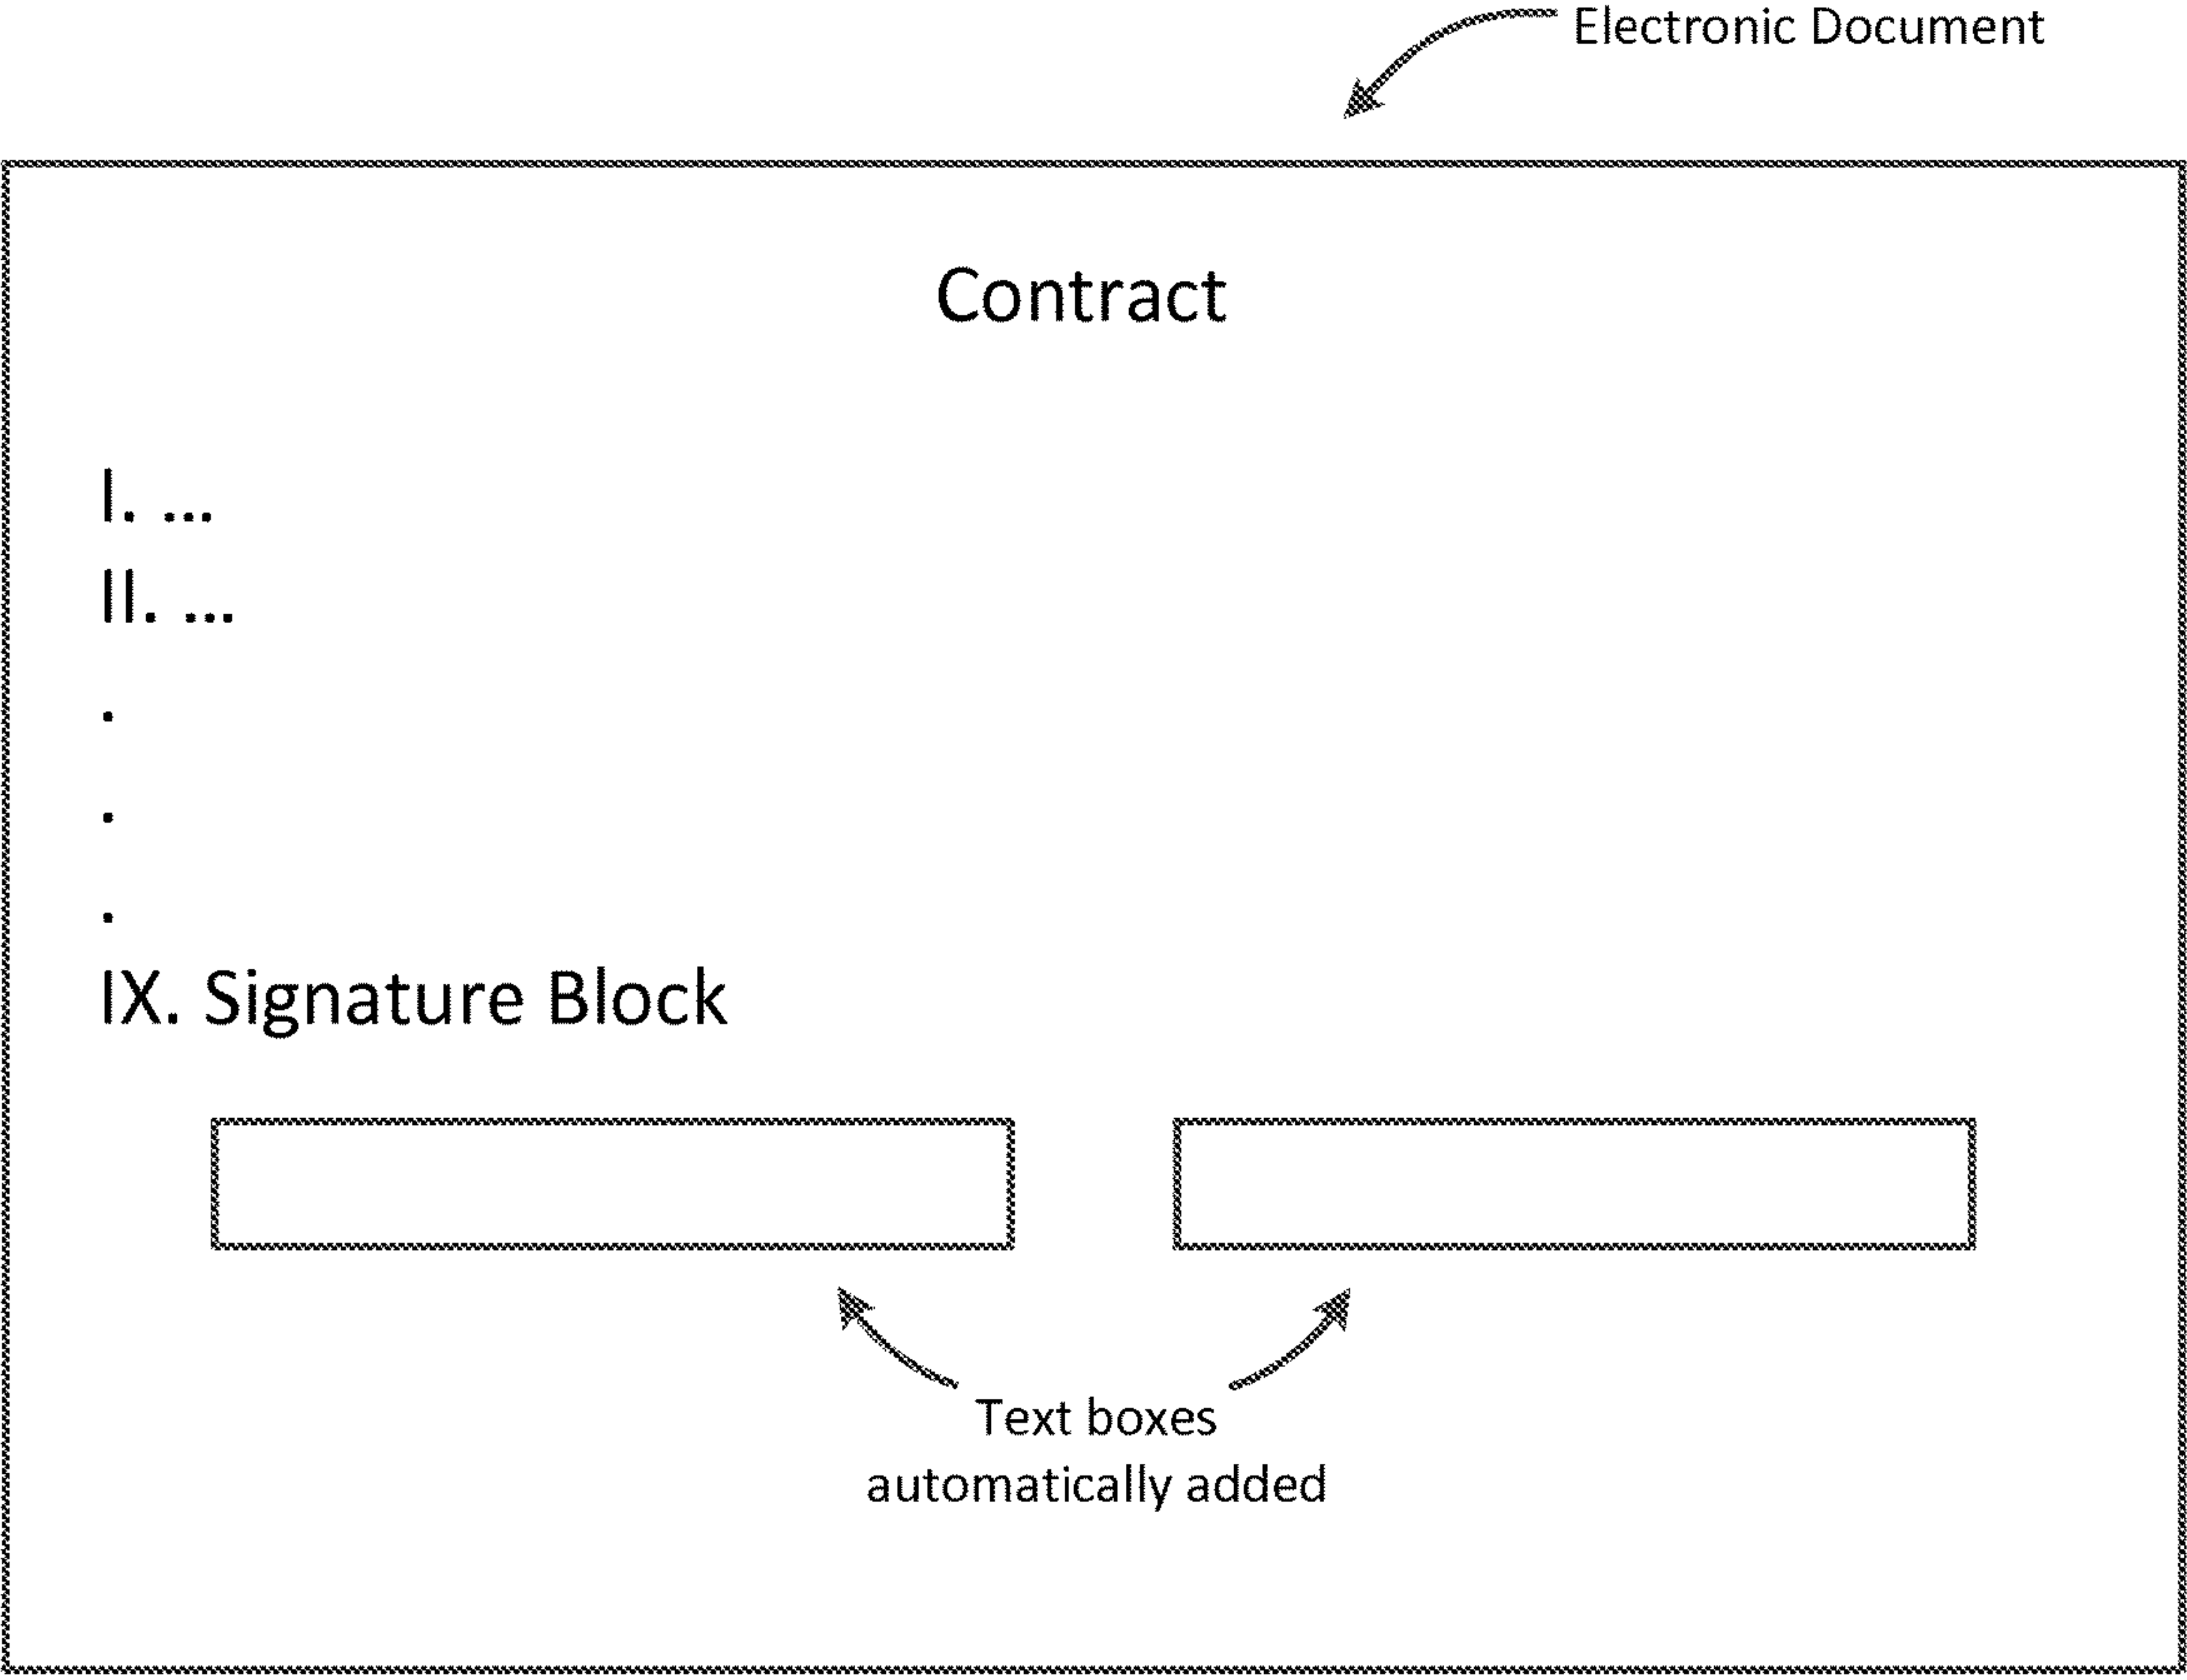 Electronic Document
Contract
I. ...
II. ...
.
.
.
IX. Signature Block
Text boxes
automatically added